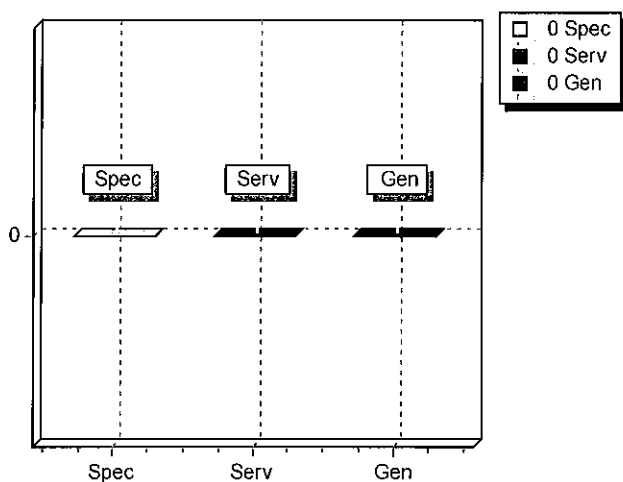 0 Spec
0 Serv
0 Gen
Spec Serv Gen
0
Spec Serv Gen